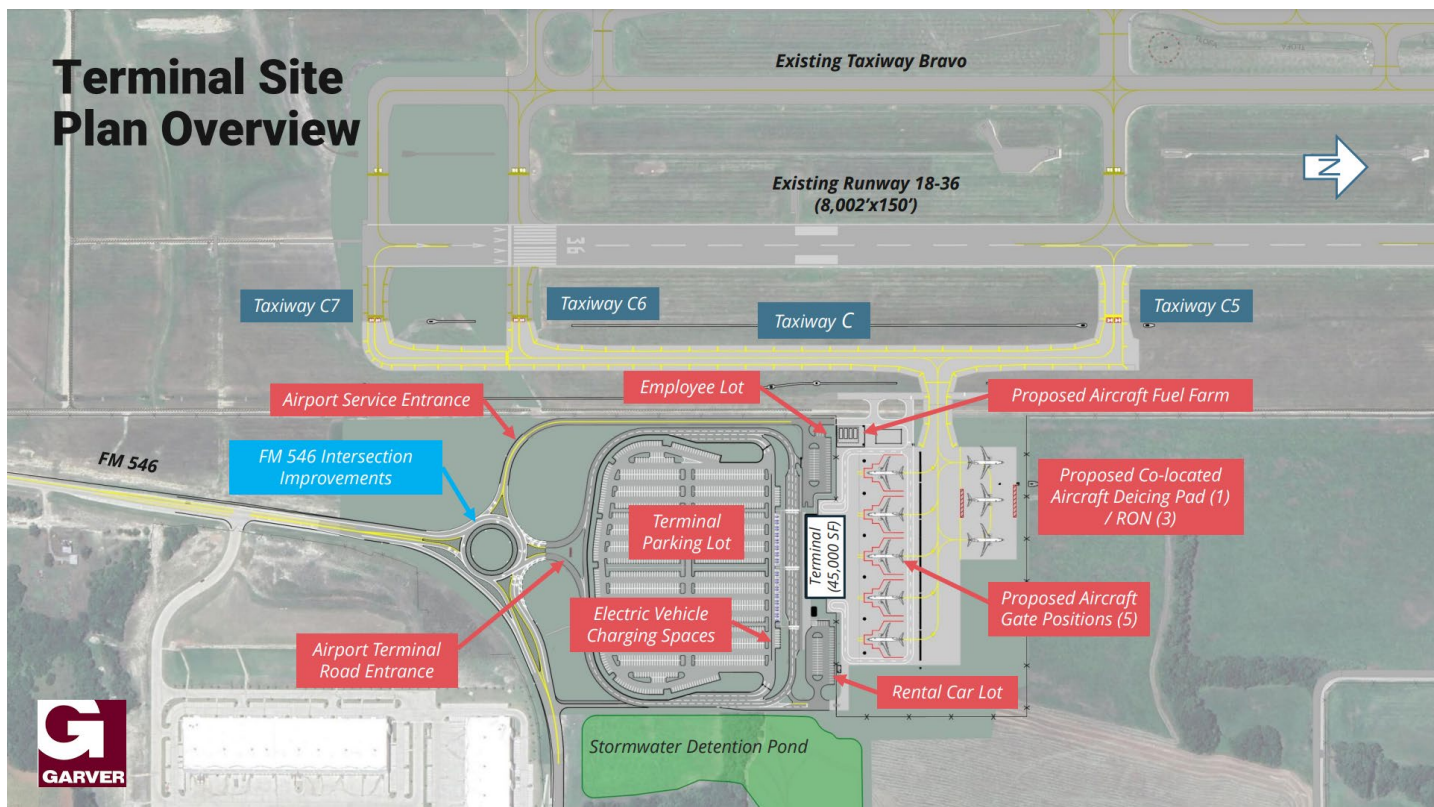 Terminal Site
Plan Overview
Existing Taxiway Bravo
N
Existing Runway 18-36
(8,002'x150')
36
Taxiway C7
Taxiway C6
Taxiway C
Taxiway C5
Employee Lot
Airport Service Entrance
Proposed Aircraft Fuel Farm
FM 546
FM 546 Intersection
Improvements
Proposed Co-located
Aircraft Deicing Pad (1)
/ RON (3)
Terminal
Parking Lot
Terminal
(45,000 SF)
Electric Vehicle
Charging Spaces
Proposed Aircraft
Gate Positions (5)
Airport Terminal
Road Entrance
Rental Car Lot
Stormwater Detention Pond
G
GARVER